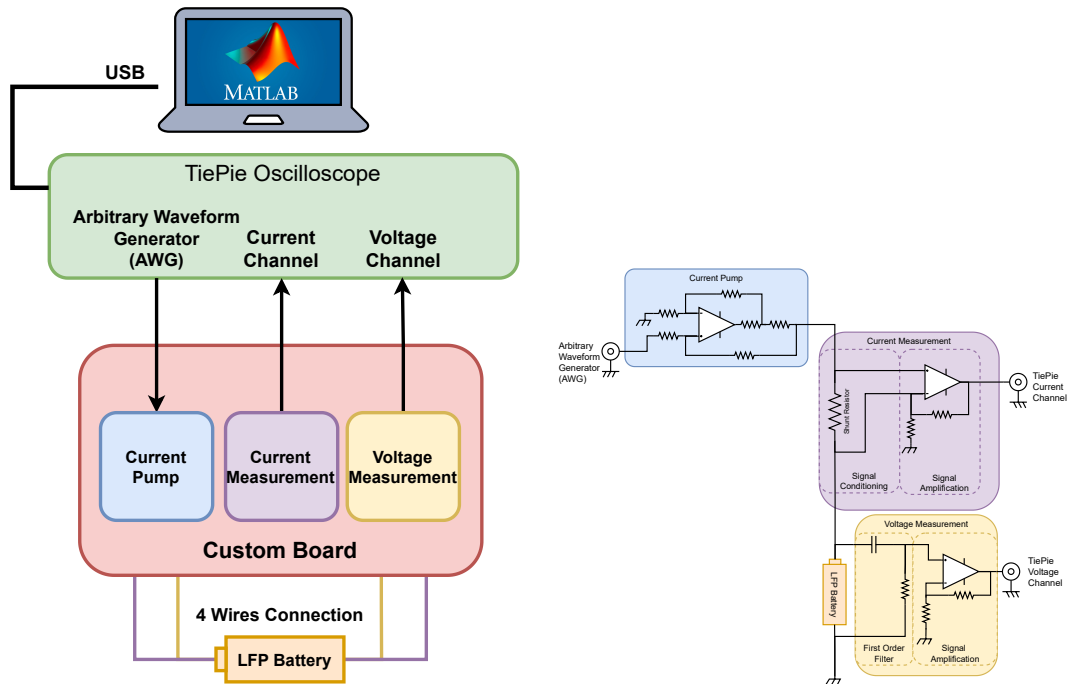 USB
MATLAB
TiePie Oscilloscope
Arbitrary Waveform
Generator
(AWG)
Current
Channel
Voltage
Channel
Current
Pump
Current
Measurement
Voltage
Measurement
Custom Board
4 Wires Connection
LFP Battery
Current Pump
Arbitrary
Waveform
Generator
(AWG)
Current Measurement
Shunt Resistor
TiePie
Current
Channel
Signal
Conditioning
Signal
Amplification
Voltage Measurement
LFP Battery
TiePie
Voltage
Channel
First Order
Filter
Signal
Amplification